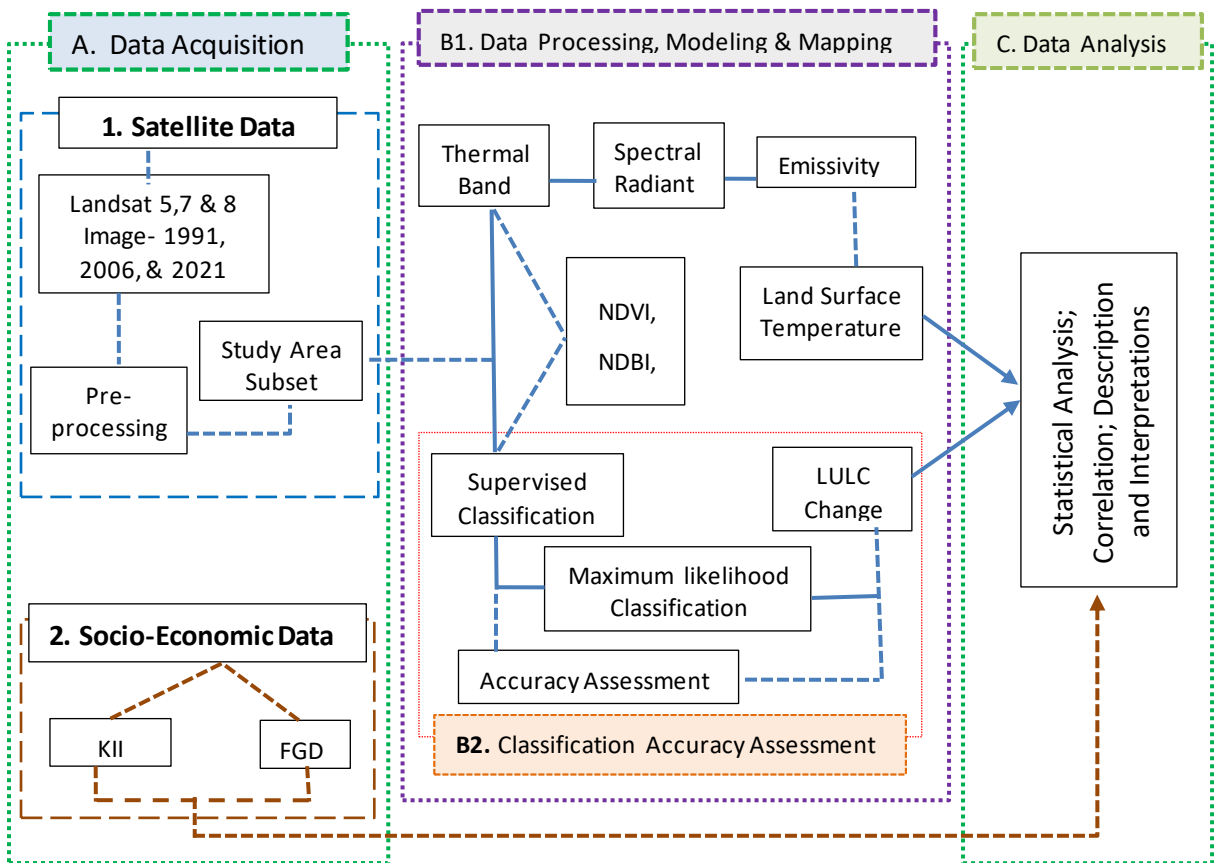 A. Data Acquisition
1. Satellite Data
Landsat 5,7 & 8
Image- 1991,
2006, & 2021
Study Area
Subset
Pre-
processing
2. Socio-Economic Data
KII
FGD
B1. Data Processing, Modeling & Mapping
Thermal
Band
Spectral
Radiant
Emissivity
NDVI,
NDBI,
Land Surface
Temperature
Supervised
Classification
LULC
Change
Maximum likelihood
Classification
Accuracy Assessment
B2. Classification Accuracy Assessment
C. Data Analysis
Statistical Analysis;
Correlation; Description
and Interpretations